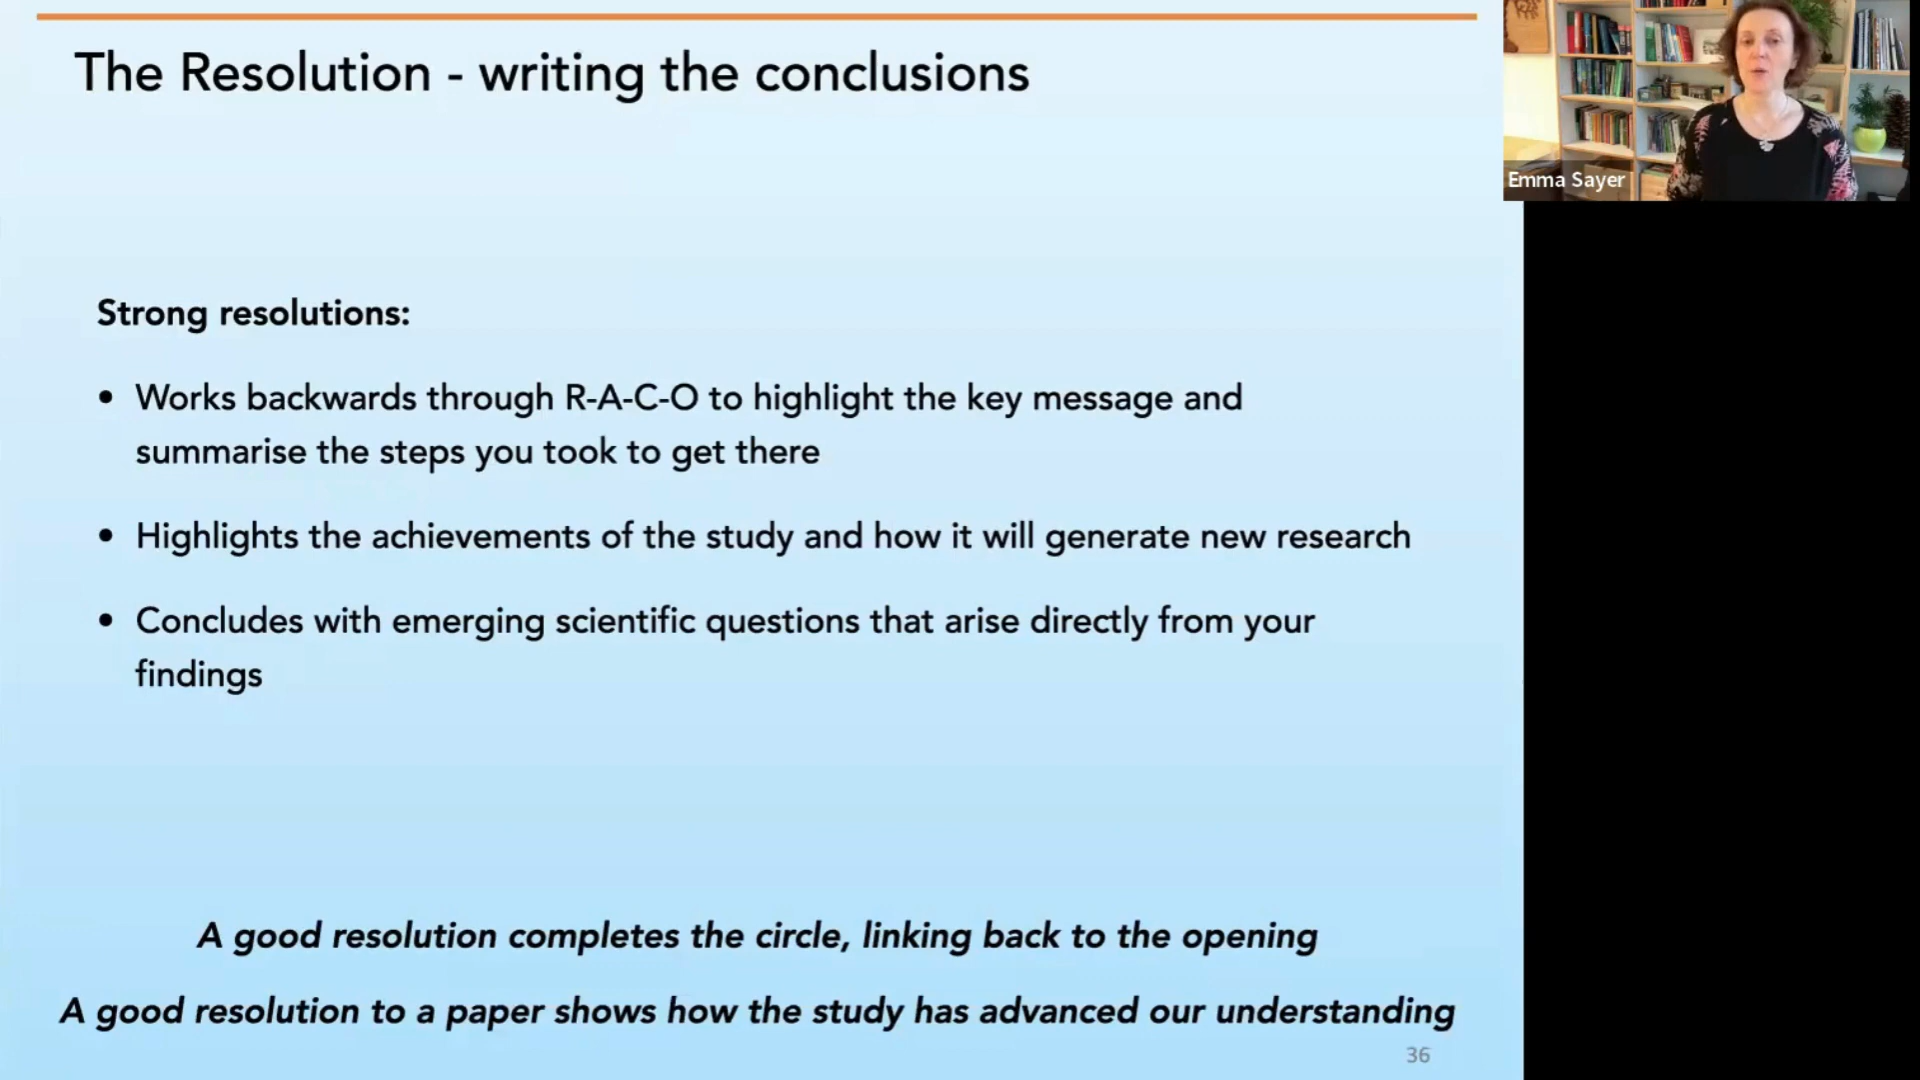 The Resolution - writing the conclusions
Emma Sayer
Strong resolutions:
• Works backwards through R-A-C-O to highlight the key message and
summarise the steps you took to get there
• Highlights the achievements of the study and how it will generate new research
• Concludes with emerging scientific questions that arise directly from your
findings
A good resolution completes the circle, linking back to the opening
A good resolution to a paper shows how the study has advanced our understanding
36